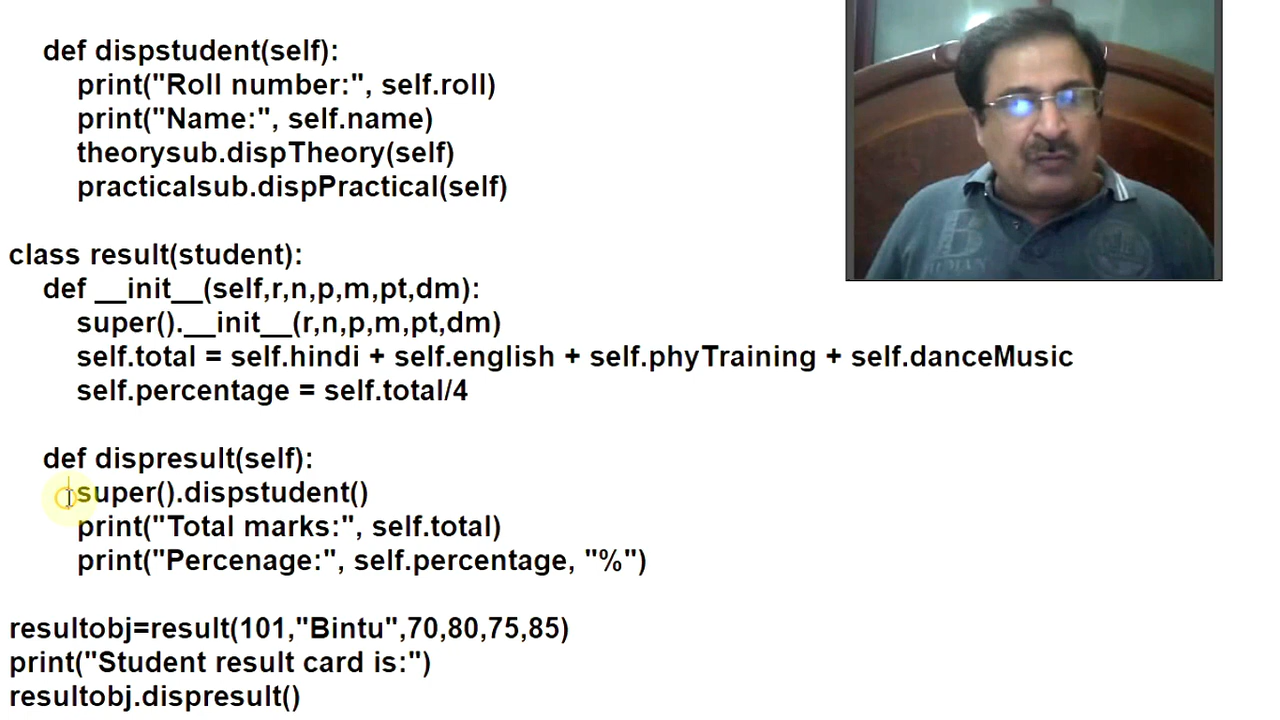 def dispstudent(self):
print("Roll number:", self.roll)
print("Name:", self.name)
theorysub.dispTheory(self)
practicalsub.dispPractical(self)
class result(student):
def __init__(self,r,n,p,m,pt,dm):
super().__init__(r,n,p,m,pt,dm)
self.total = self.hindi + self.english + self.phyTraining + self.danceMusic
self.percentage = self.total/4
def dispresult(self):
super().dispstudent()
print("Total marks:", self.total)
print("Percenage:", self.percentage, "%")
resultobj=result(101,"Bintu",70,80,75,85)
print("Student result card is:")
resultobj.dispresult()